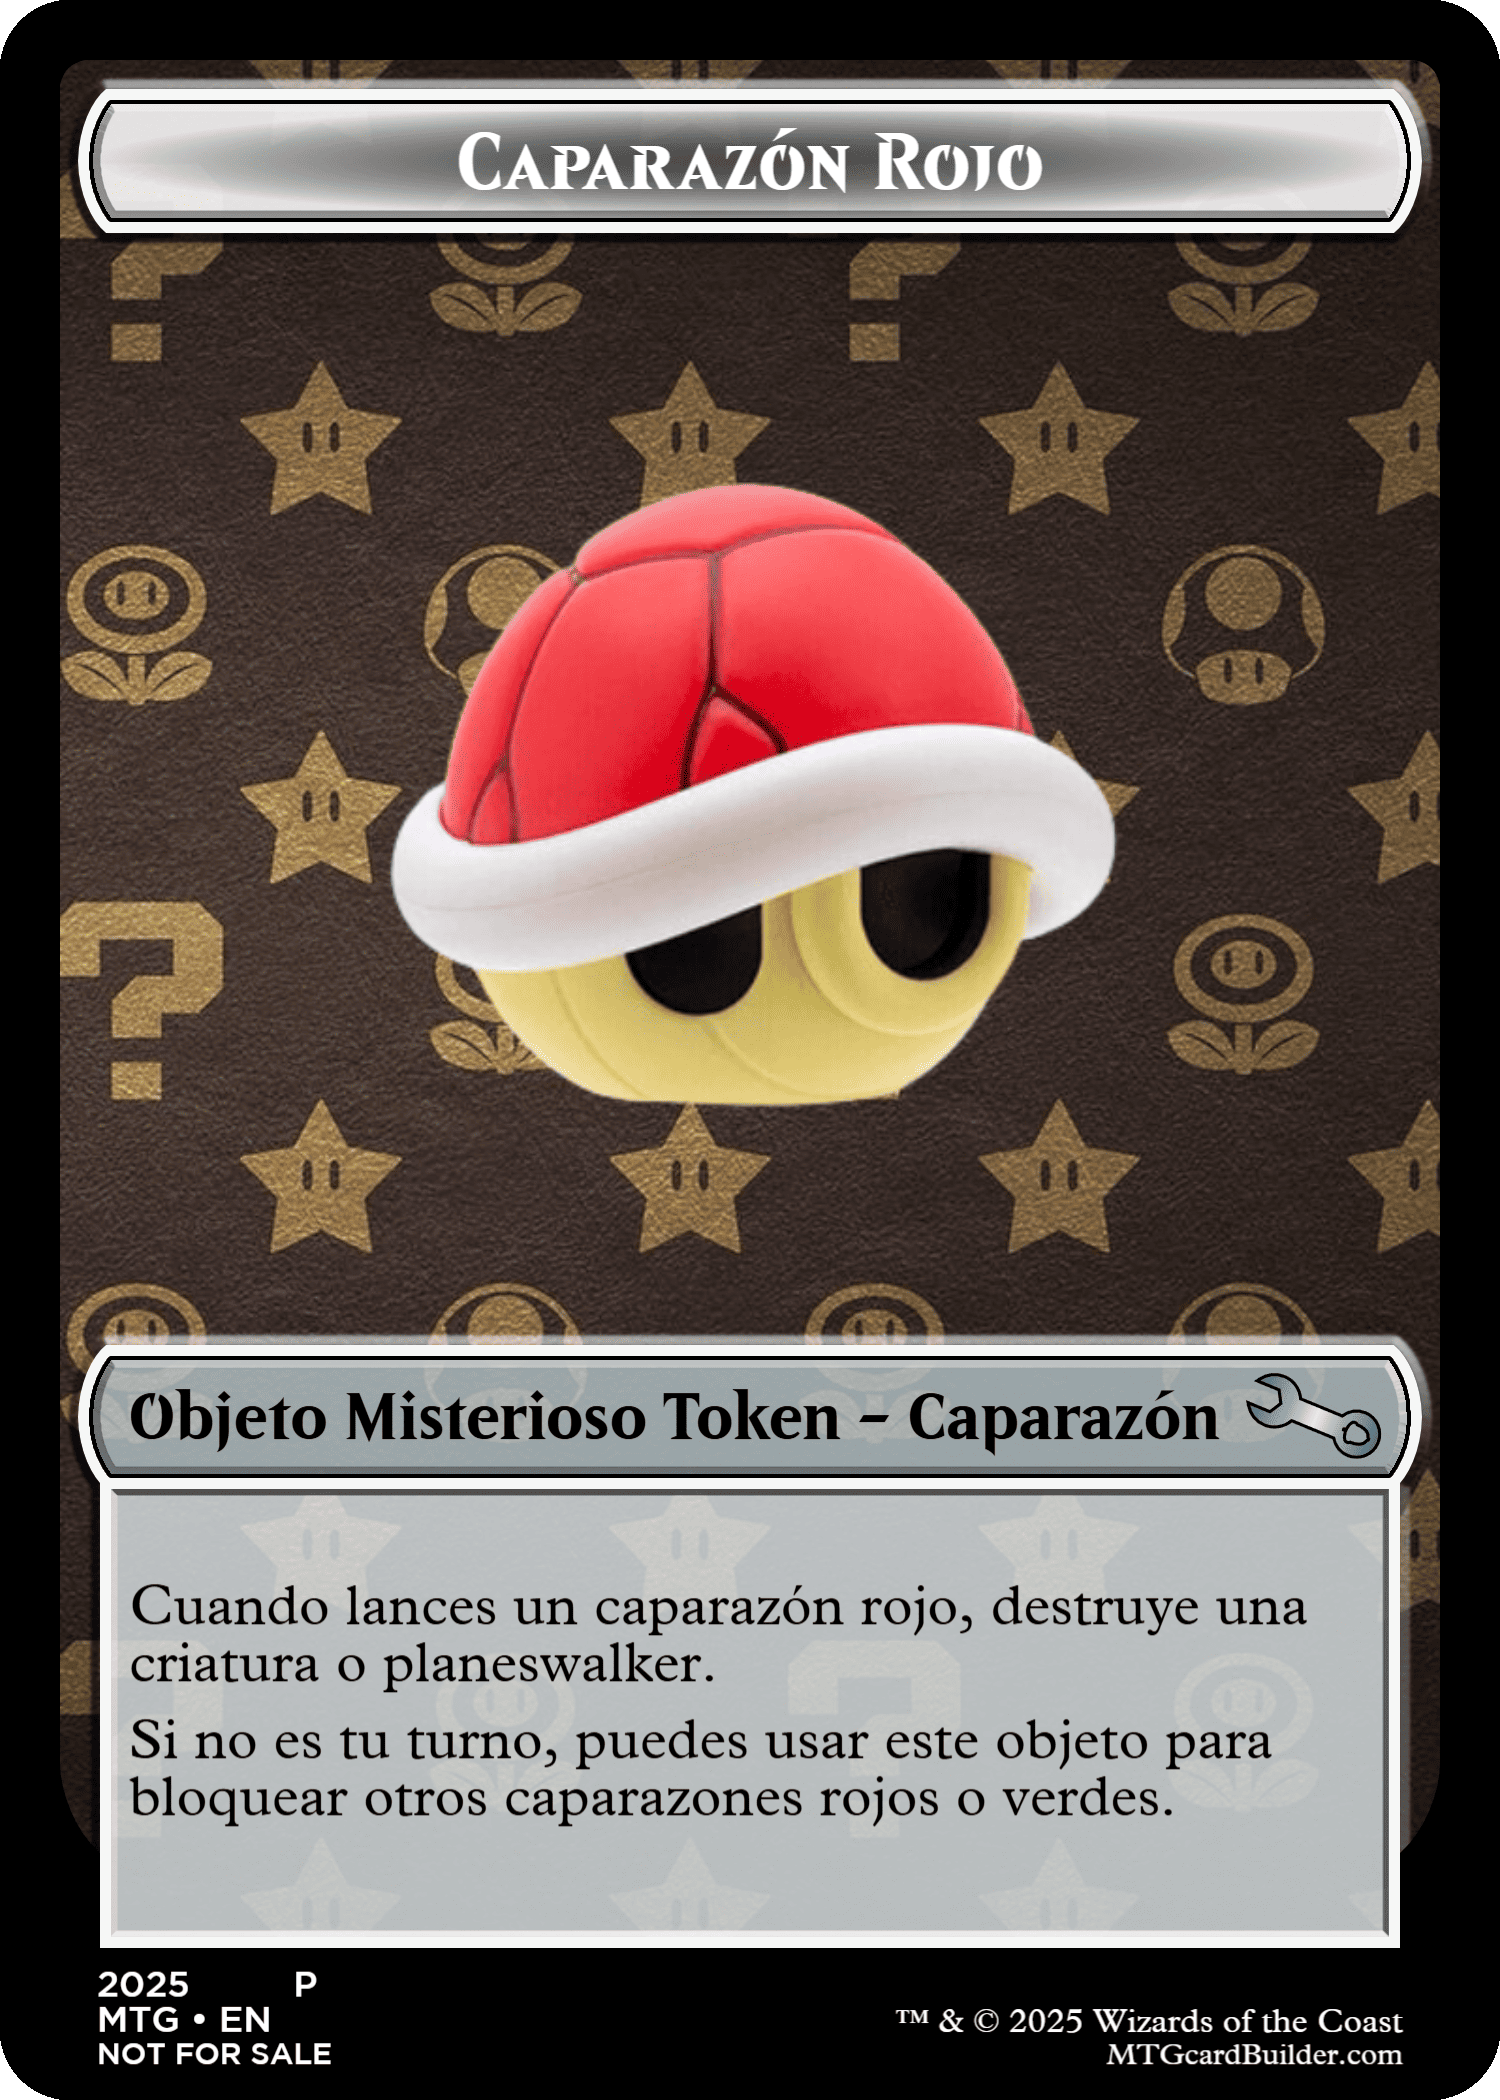 Caparazón Rojo
Objeto Misterioso Token – Caparazón
Cuando lances un caparazón rojo, destruye una
criatura o planeswalker.
Si no es tu turno, puedes usar este objeto para
bloquear otros caparazones rojos o verdes.
2025 P
MTG • EN
NOT FOR SALE
™ & © 2025 Wizards of the Coast
MTGcardBuilder.com